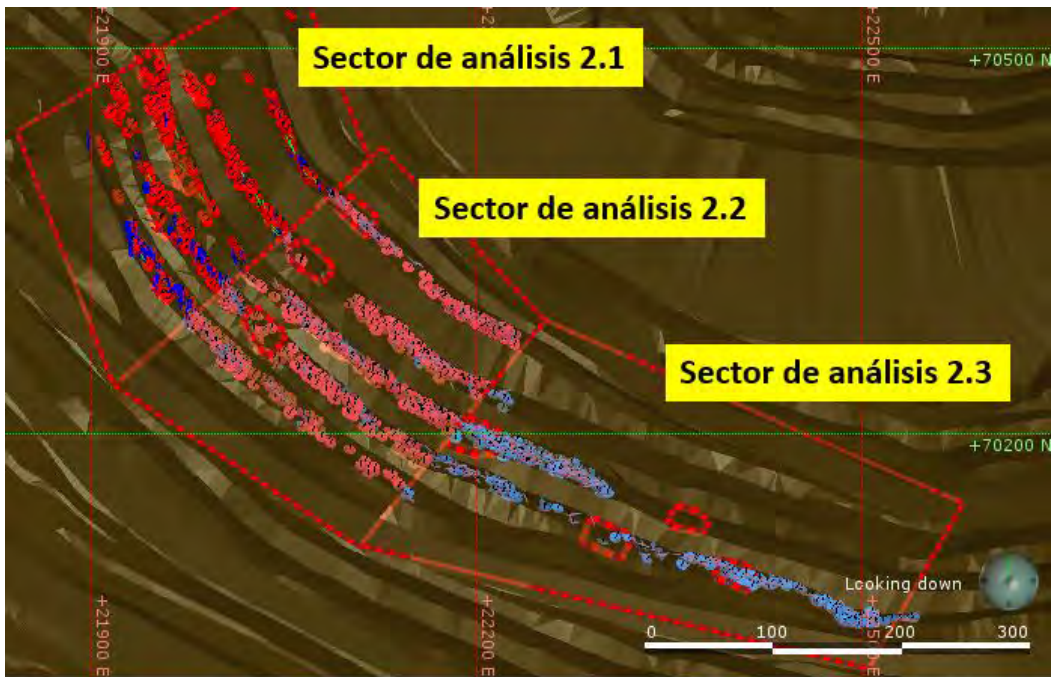 +21900 E
+22500 E
+70500 N
Sector de análisis 2.1
Sector de análisis 2.2
Sector de análisis 2.3
+70200 N
Looking down
0 100 200 300
+21900 E
+22200 E